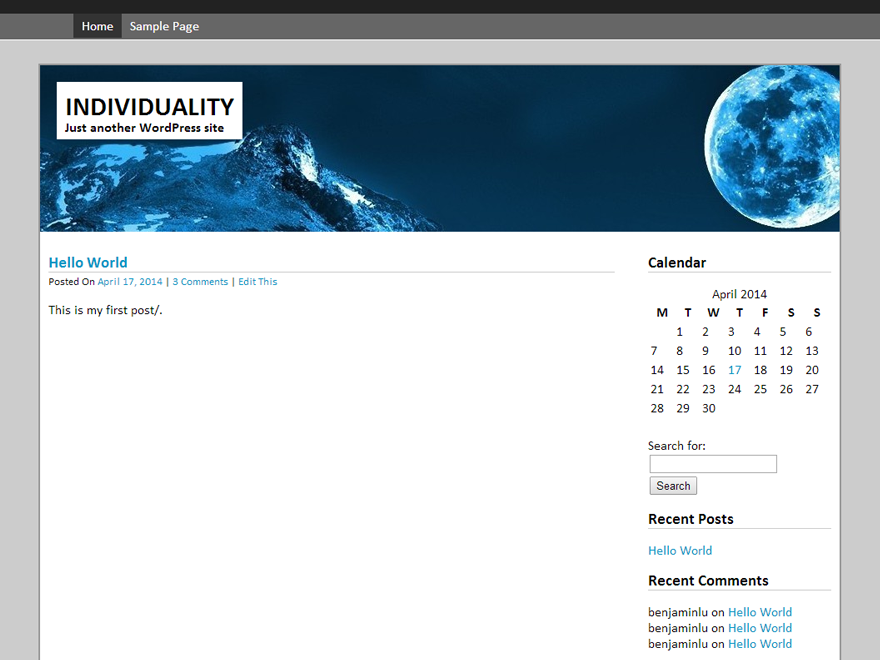 Home Sample Page
INDIVIDUALITY
Just another WordPress site
Hello World
Posted On April 17, 2014 | 3 Comments | Edit This
This is my first post/.
Calendar
April 2014
M T W T F S S
1 2 3 4 5 6
7 8 9 10 11 12 13
14 15 16 17 18 19 20
21 22 23 24 25 26 27
28 29 30
Search for:
Search
Recent Posts
Hello World
Recent Comments
benjaminlu on Hello World
benjaminlu on Hello World
benjaminlu on Hello World